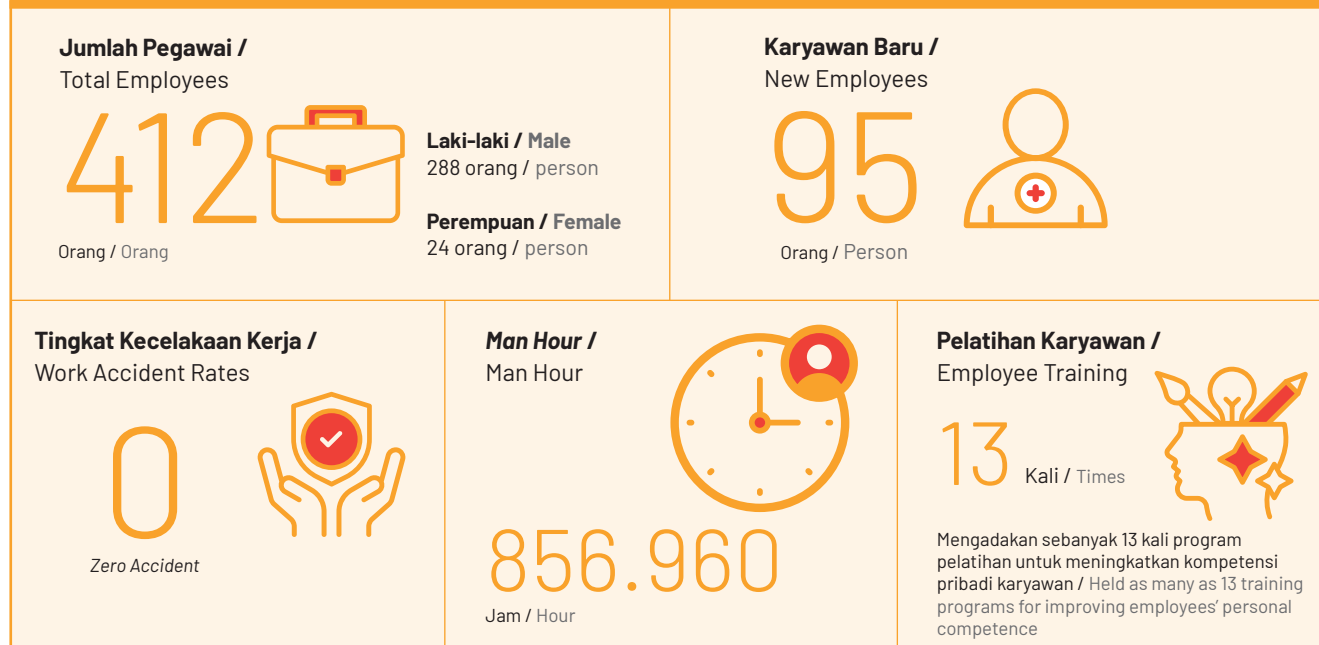 Jumlah Pegawai /
Total Employees
412
Orang / Orang
Laki-laki / Male
288 orang / person
Perempuan / Female
24 orang / person
Karyawan Baru /
New Employees
95
Orang / Person
Tingkat Kecelakaan Kerja /
Work Accident Rates
0
Zero Accident
Man Hour /
Man Hour
856.960
Jam / Hour
Pelatihan Karyawan /
Employee Training
13 Kali / Times
Mengadakan sebanyak 13 kali program
pelatihan untuk meningkatkan kompetensi
pribadi karyawan / Held as many as 13 training
programs for improving employees’ personal
competence